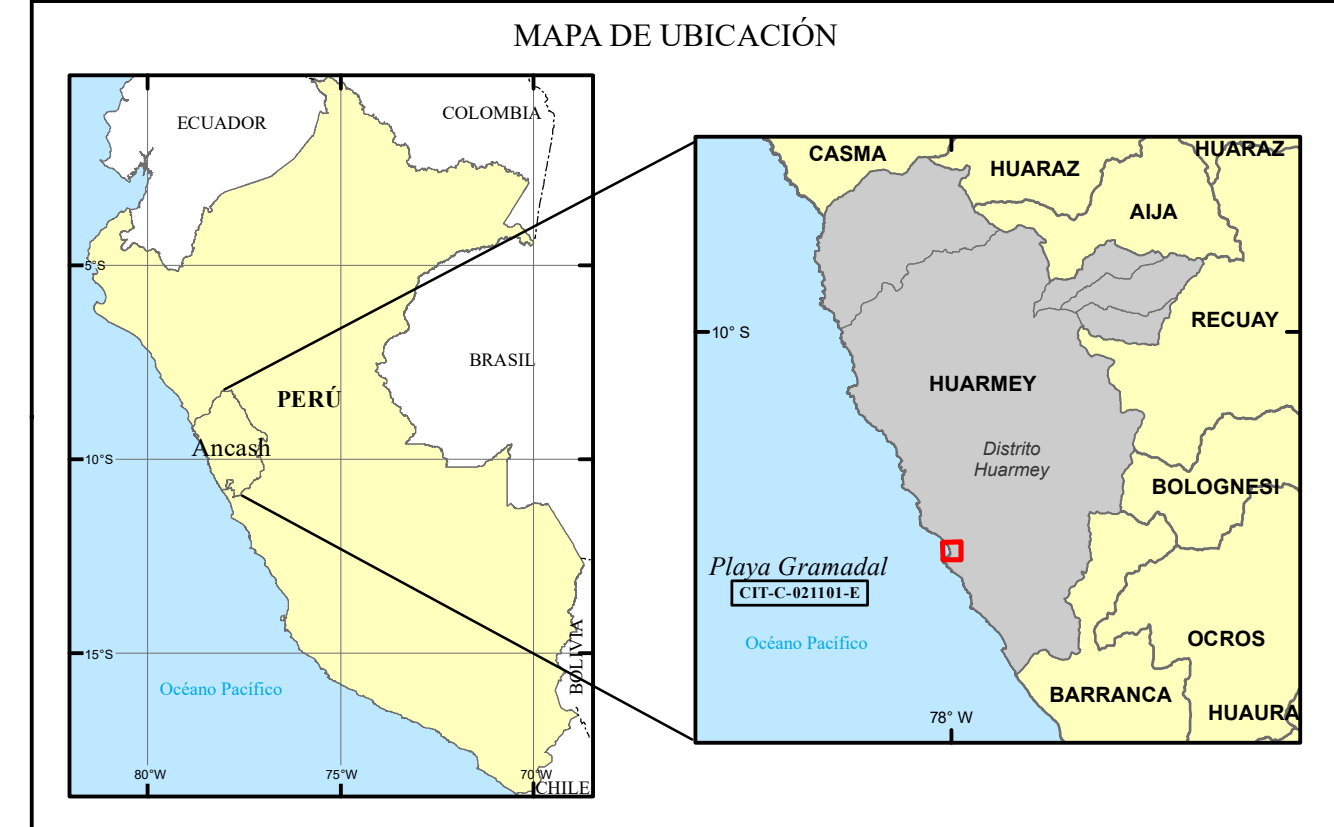 MAPA DE UBICACIÓN
ECUADOR
COLOMBIA
5°S
BRASIL
PERÚ
Ancash
10°S
15°S
BOLIVIA
Océano Pacífico
80°W
75°W
70°W
CHILE
CASMA
HUARAZ
HUARAZ
AIJA
RECUAY
10° S
HUARMEY
Distrito
Huarmey
BOLOGNESI
Playa Gramadal
CIT-C-021101-E
Océano Pacífico
OCROS
BARRANCA
78° W
HUAURA